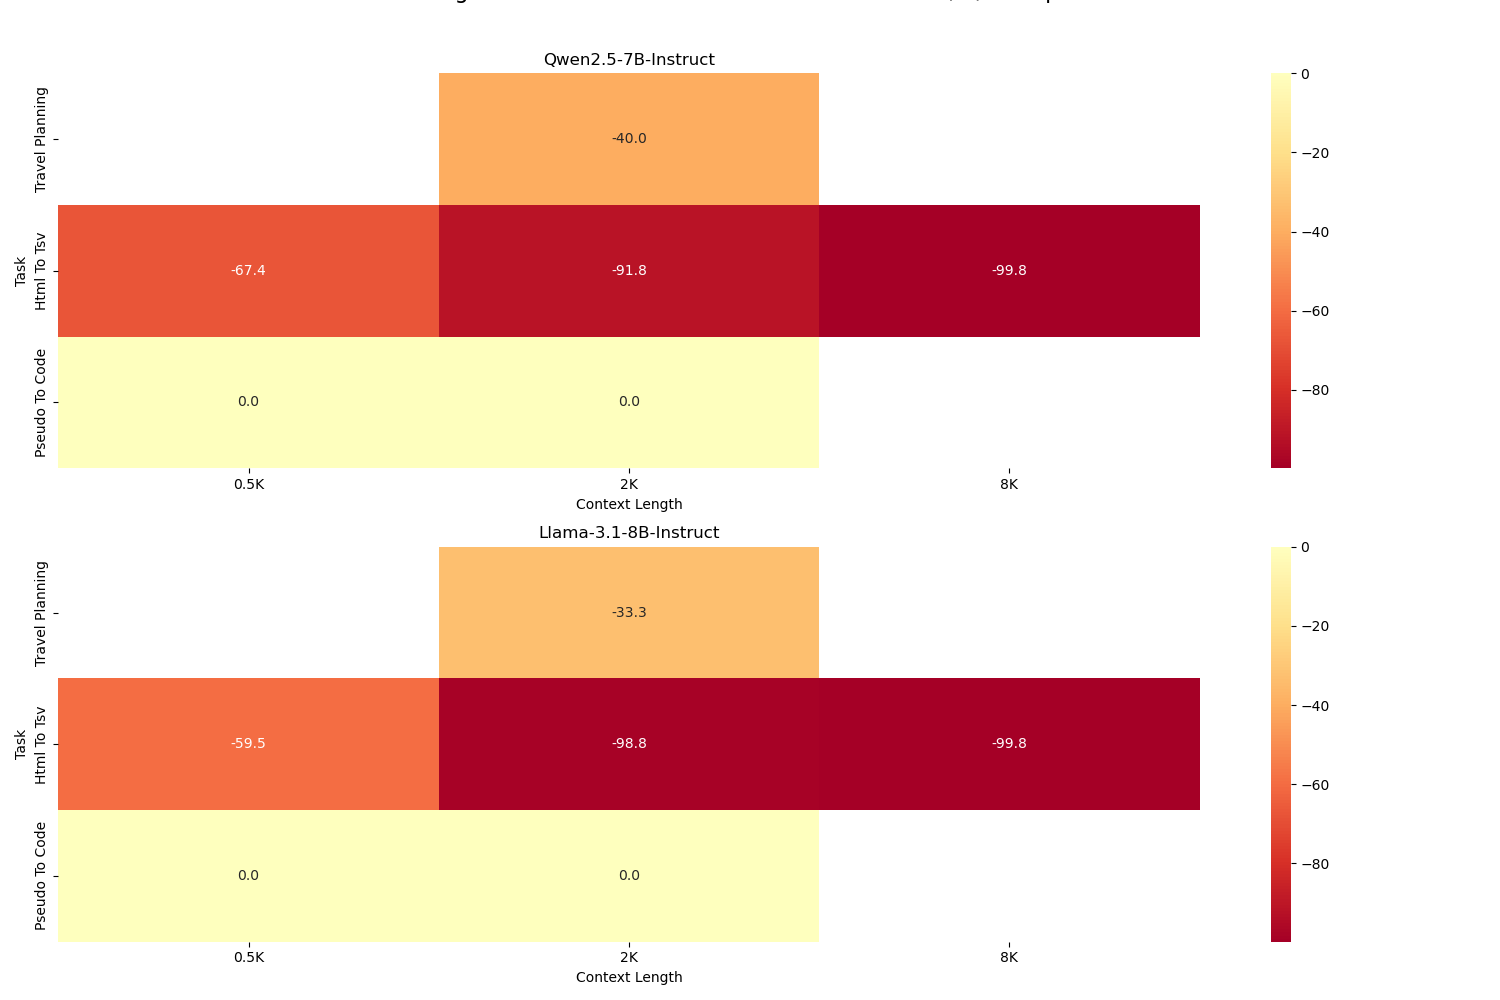 Qwen2.5-7B-Instruct
Travel Planning
Html To Tsv
Pseudo To Code
Task
-40.0
-67.4 -91.8 -99.8
0.0 0.0
0.5K 2K 8K
Context Length
0
−20
−40
−60
−80
Llama-3.1-8B-Instruct
Travel Planning
Html To Tsv
Pseudo To Code
Task
-33.3
-59.5 -98.8 -99.8
0.0 0.0
0.5K 2K 8K
Context Length
0
−20
−40
−60
−80